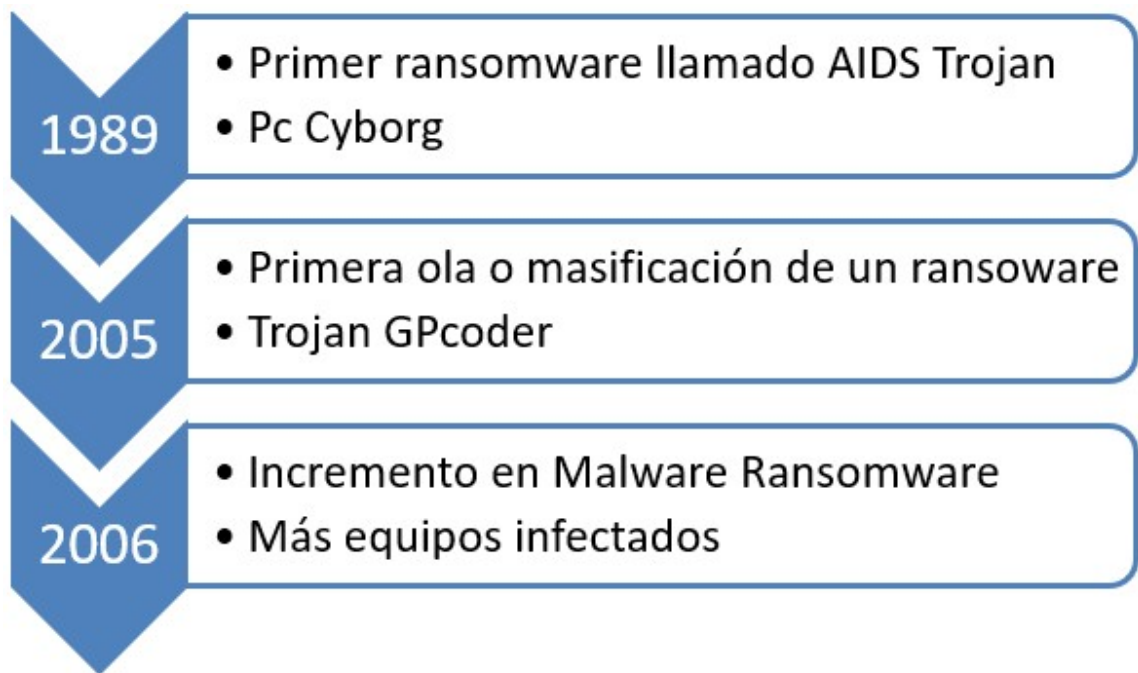 1989
• Primer ransomware llamado AIDS Trojan
• Pc Cyborg
2005
• Primera ola o masificación de un ransoware
• Trojan GPcoder
2006
• Incremento en Malware Ransomware
• Más equipos infectados